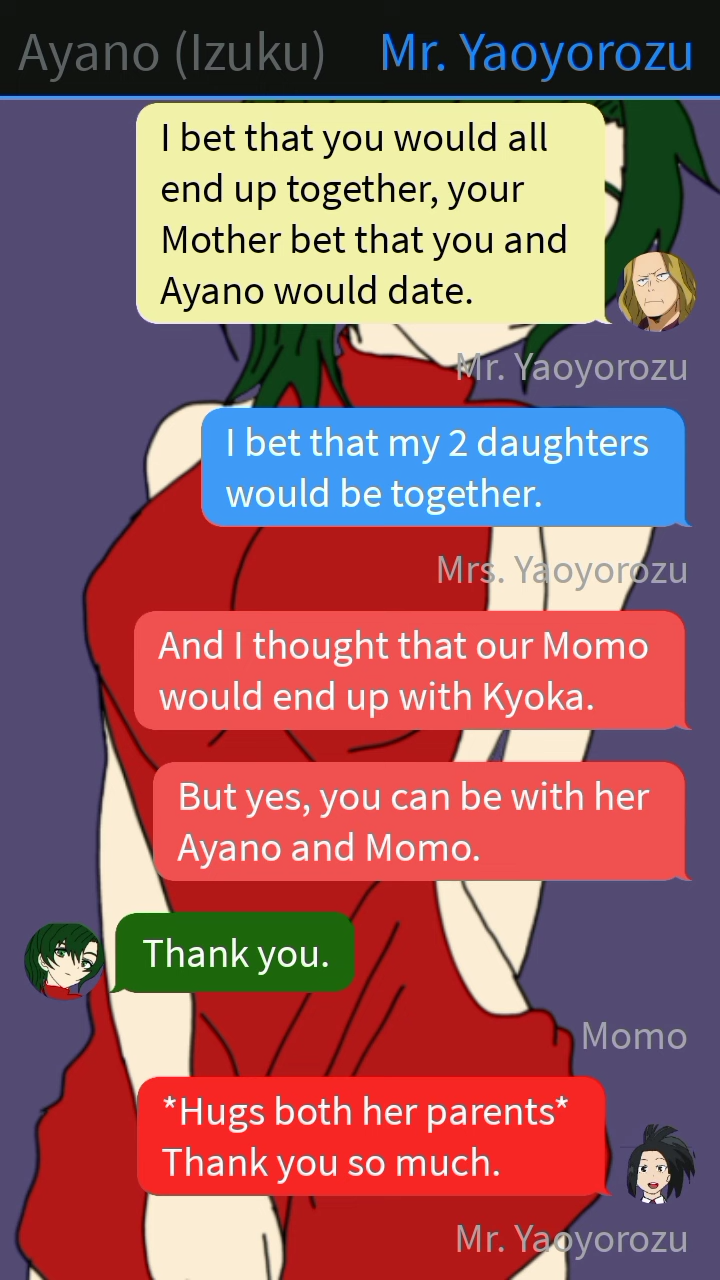 Ayano (Izuku) Mr. Yaoyorozu
I bet that you would all
end up together, your
Mother bet that you and
Ayano would date.
Mr. Yaoyorozu
I bet that my 2 daughters
would be together.
Mrs. Yaoyorozu
And I thought that our Momo
would end up with Kyoka.
But yes, you can be with her
Ayano and Momo.
Thank you.
Momo
*Hugs both her parents*
Thank you so much.
Mr. Yaoyorozu